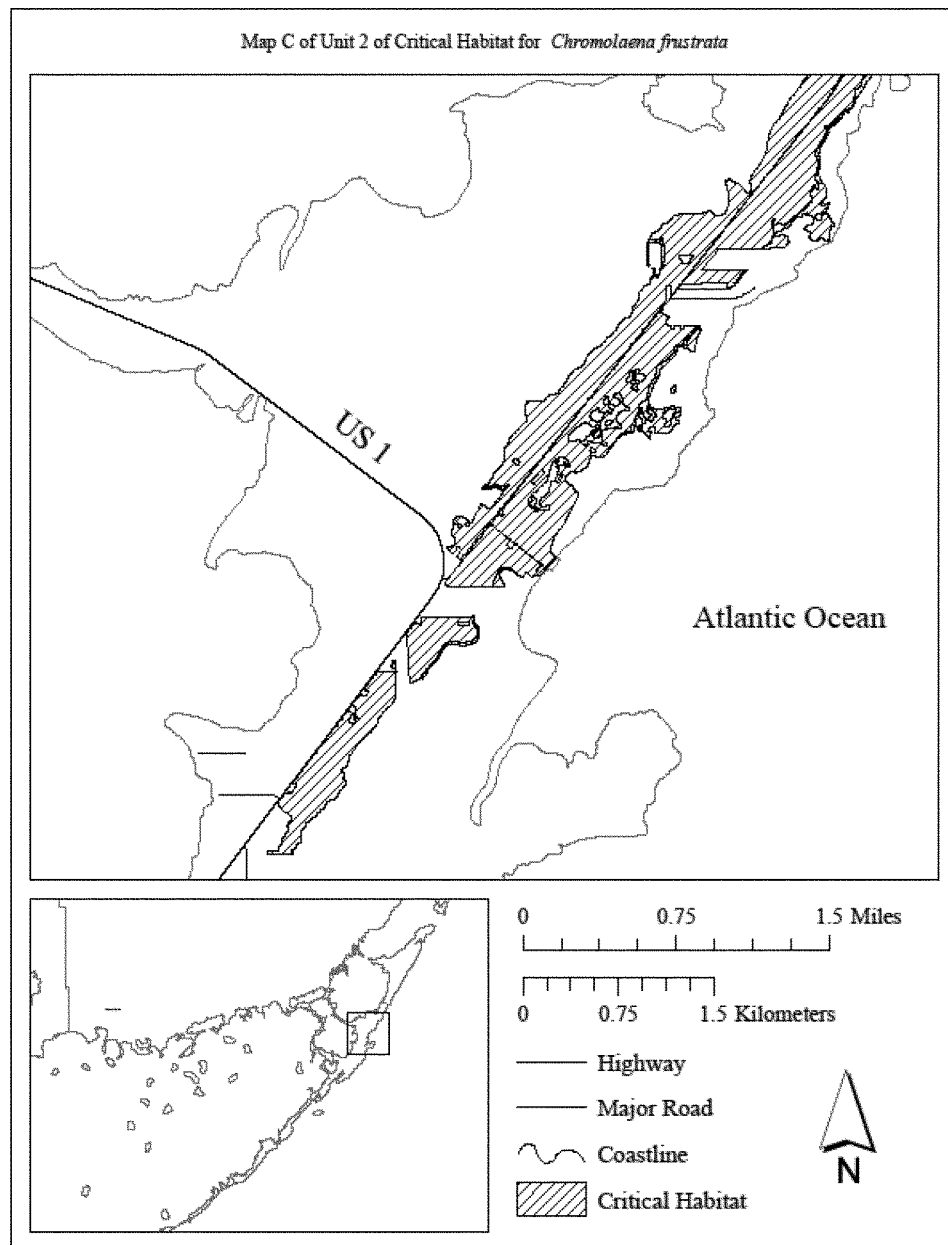 Map C of Unit 2 of Critical Habitat for Chromolaena frustrata
US 1
Atlantic Ocean
0 0.75 1.5 Miles
0 0.75 1.5 Kilometers
Highway
Major Road
Coastline
Critical Habitat
N